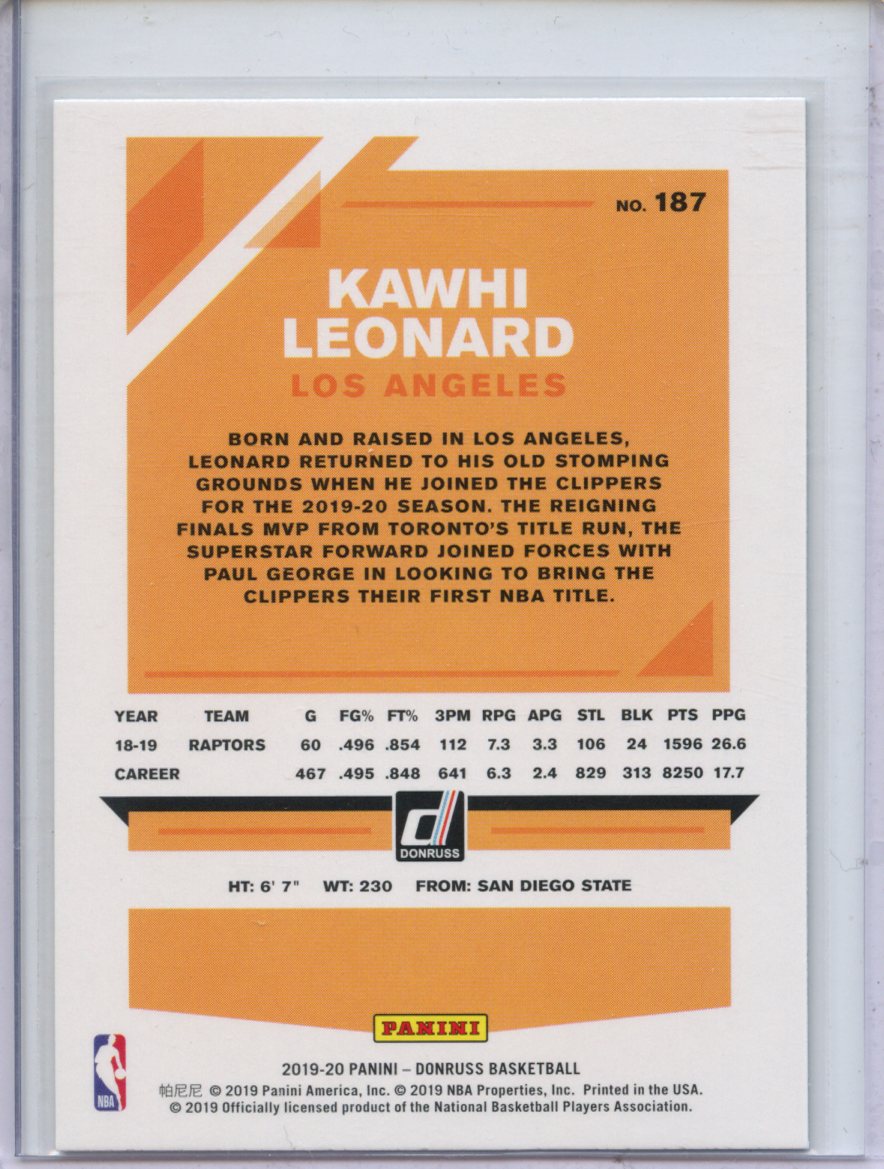 NO. 187
KAWHI
LEONARD
LOS ANGELES
BORN AND RAISED IN LOS ANGELES,
LEONARD RETURNED TO HIS OLD STOMPING
GROUNDS WHEN HE JOINED THE CLIPPERS
FOR THE 2019-20 SEASON. THE REIGNING
FINALS MVP FROM TORONTO'S TITLE RUN, THE
SUPERSTAR FORWARD JOINED FORCES WITH
PAUL GEORGE IN LOOKING TO BRING THE
CLIPPERS THEIR FIRST NBA TITLE.
YEAR TEAM G FG% FT% 3PM RPG APG STL BLK PTS PPG
18-19 RAPTORS 60 .496 .854 112 7.3 3.3 106 24 1596 26.6
CAREER 467 .495 .848 641 6.3 2.4 829 313 8250 17.7
d
DONRUSS
HT: 6' 7" WT: 230 FROM: SAN DIEGO STATE
PANINI
NBA
2019-20 PANINI – DONRUSS BASKETBALL
帕尼尼 © 2019 Panini America, Inc. © 2019 NBA Properties, Inc. Printed in the USA.
© 2019 Officially licensed product of the National Basketball Players Association.